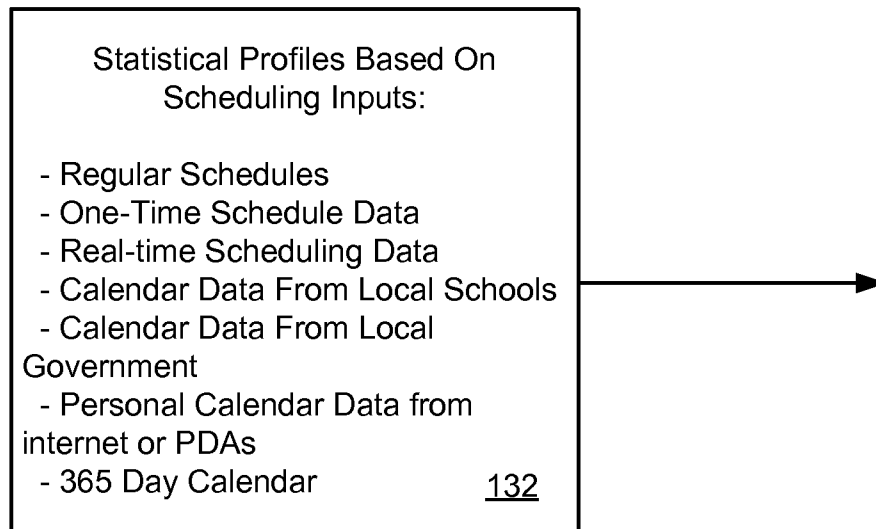 Statistical Profiles Based On
Scheduling Inputs:
- Regular Schedules
- One-Time Schedule Data
- Real-time Scheduling Data
- Calendar Data From Local Schools
- Calendar Data From Local
Government
- Personal Calendar Data from
internet or PDAs
- 365 Day Calendar 132